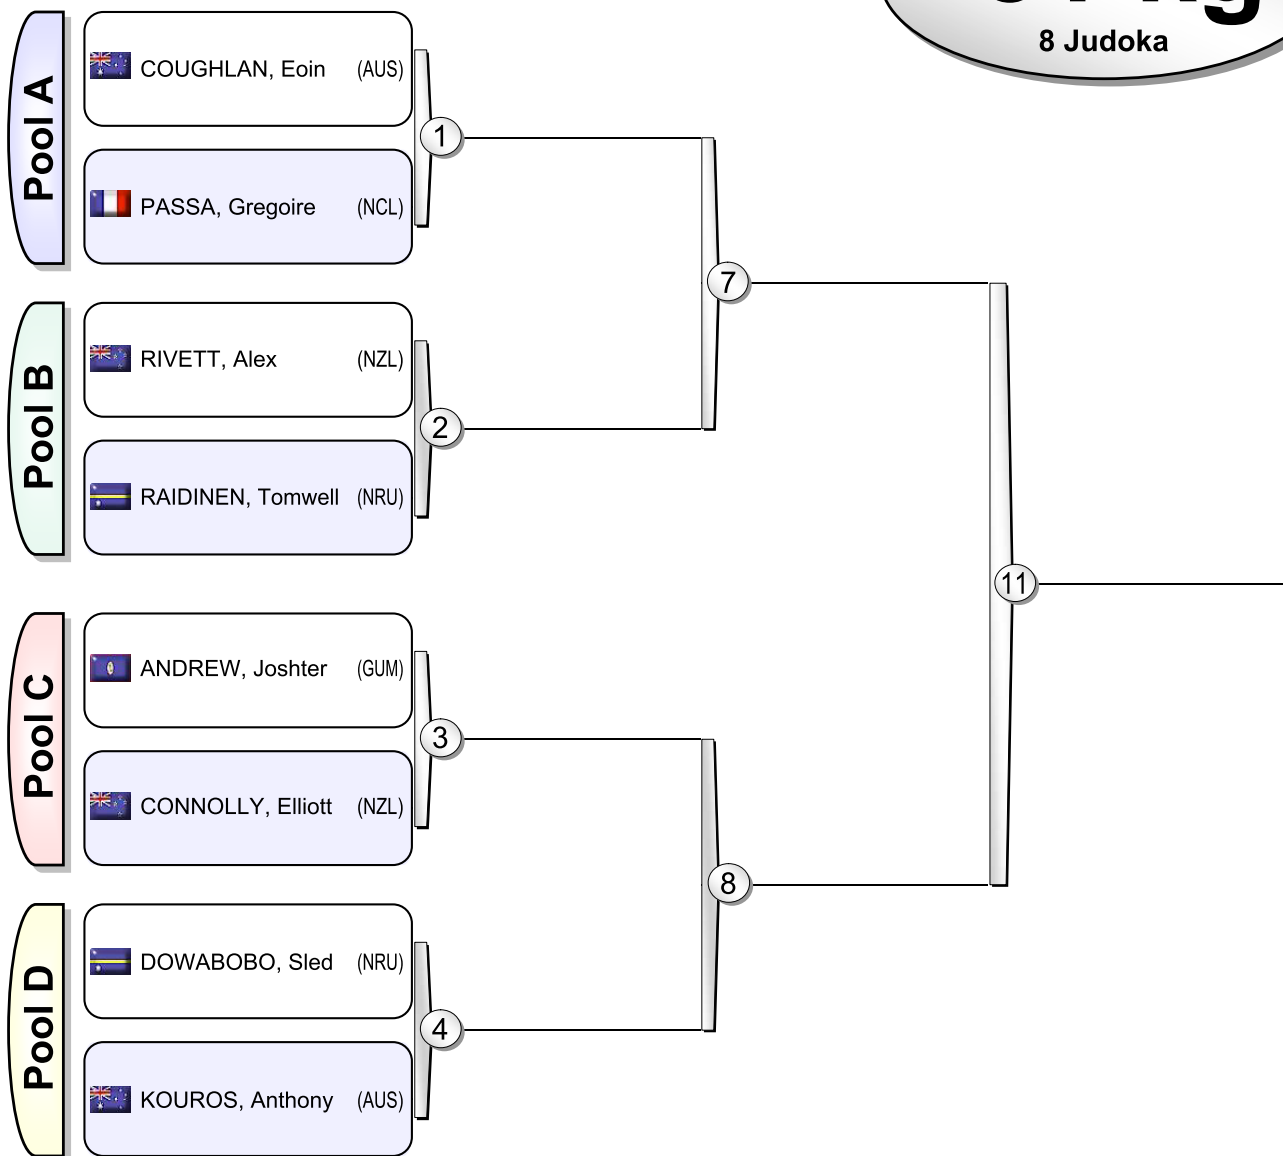 8 Judoka
Pool A
COUGHLAN, Eoin (AUS)
1
PASSA, Gregoire (NCL)
7
Pool B
RIVETT, Alex (NZL)
2
RAIDINEN, Tomwell (NRU)
11
Pool C
ANDREW, Joshter (GUM)
3
CONNOLLY, Elliott (NZL)
8
Pool D
DOWABOBO, Sled (NRU)
4
KOUROS, Anthony (AUS)